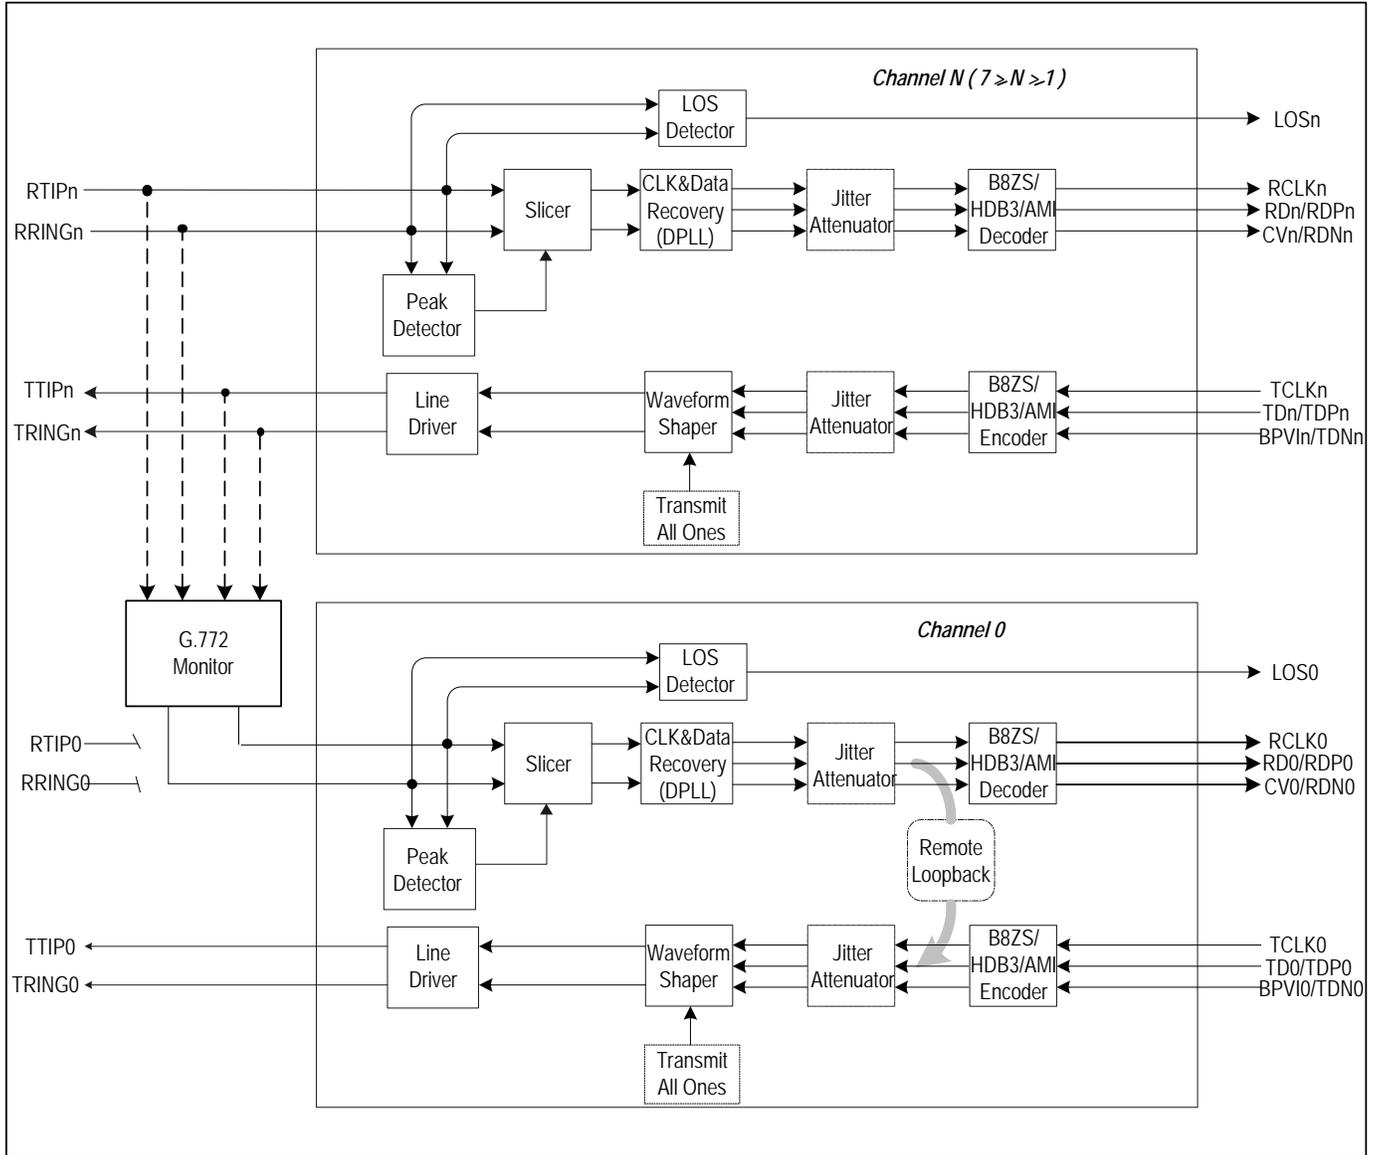 Channel N ( 7 ⩾ N ⩾ 1 )
LOS
Detector
LOSn
RTIPn
RRINGn
Slicer
CLK&Data
Recovery
(DPLL)
Jitter
Attenuator
B8ZS/
HDB3/AMI
Decoder
RCLKn
RDn/RDPn
CVn/RDNn
Peak
Detector
TTIPn
TRINGn
Line
Driver
Waveform
Shaper
Jitter
Attenuator
B8ZS/
HDB3/AMI
Encoder
TCLKn
TDn/TDPn
BPVIn/TDNn
Transmit
All Ones
G.772
Monitor
Channel 0
LOS
Detector
LOS0
RTIP0
RRING0
Slicer
CLK&Data
Recovery
(DPLL)
Jitter
Attenuator
B8ZS/
HDB3/AMI
Decoder
RCLK0
RD0/RDP0
CV0/RDN0
Peak
Detector
Remote
Loopback
TTIP0
TRING0
Line
Driver
Waveform
Shaper
Jitter
Attenuator
B8ZS/
HDB3/AMI
Encoder
TCLK0
TD0/TDP0
BPVI0/TDN0
Transmit
All Ones